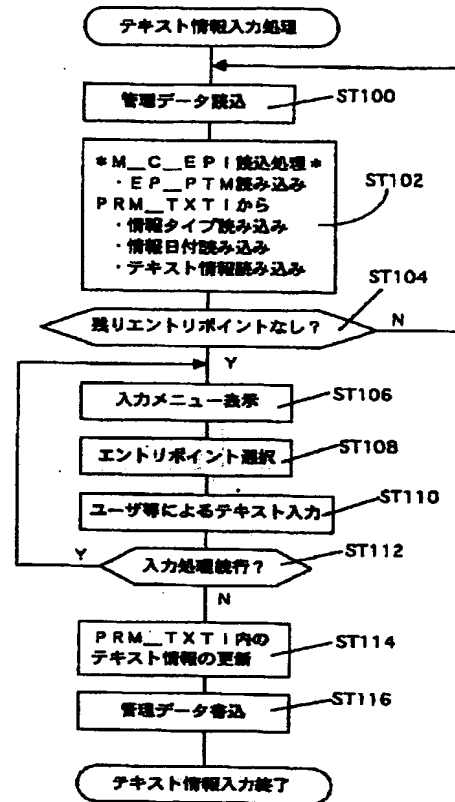 テキスト情報入力処理
管理データ読込
ST100
*M__C__EPI読込処理*
・EP__PTM読み込み
PRM__TXTIから
・情報タイプ読み込み
・情報日付読み込み
・テキスト情報読み込み
ST102
ST104
残りエントリポイントなし?
N
Y
入力メニュー表示
ST106
エントリポイント選択
ST108
ユーザ等によるテキスト入力
ST110
Y
入力処理続行?
ST112
N
PRM__TXTI内の
テキスト情報の更新
ST114
管理データ書込
ST116
テキスト情報入力終了